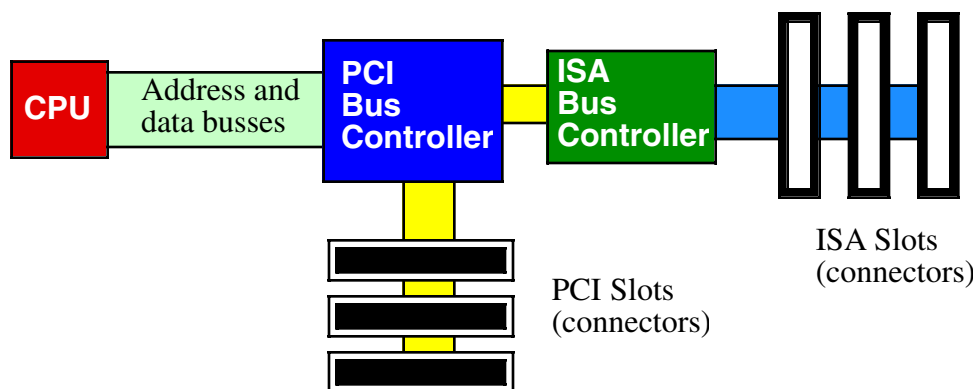 CPU
Address and
data busses
PCI
Bus
Controller
ISA
Bus
Controller
ISA Slots
(connectors)
PCI Slots
(connectors)